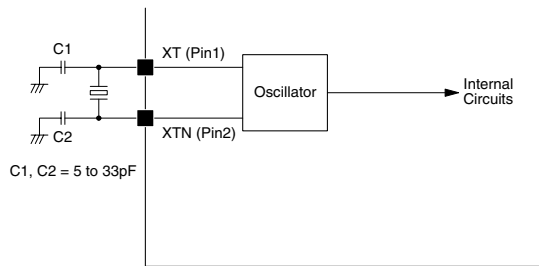 C1
XT (Pin1)
Oscillator
Internal
Circuits
XTN (Pin2)
C2
C1, C2 = 5 to 33pF